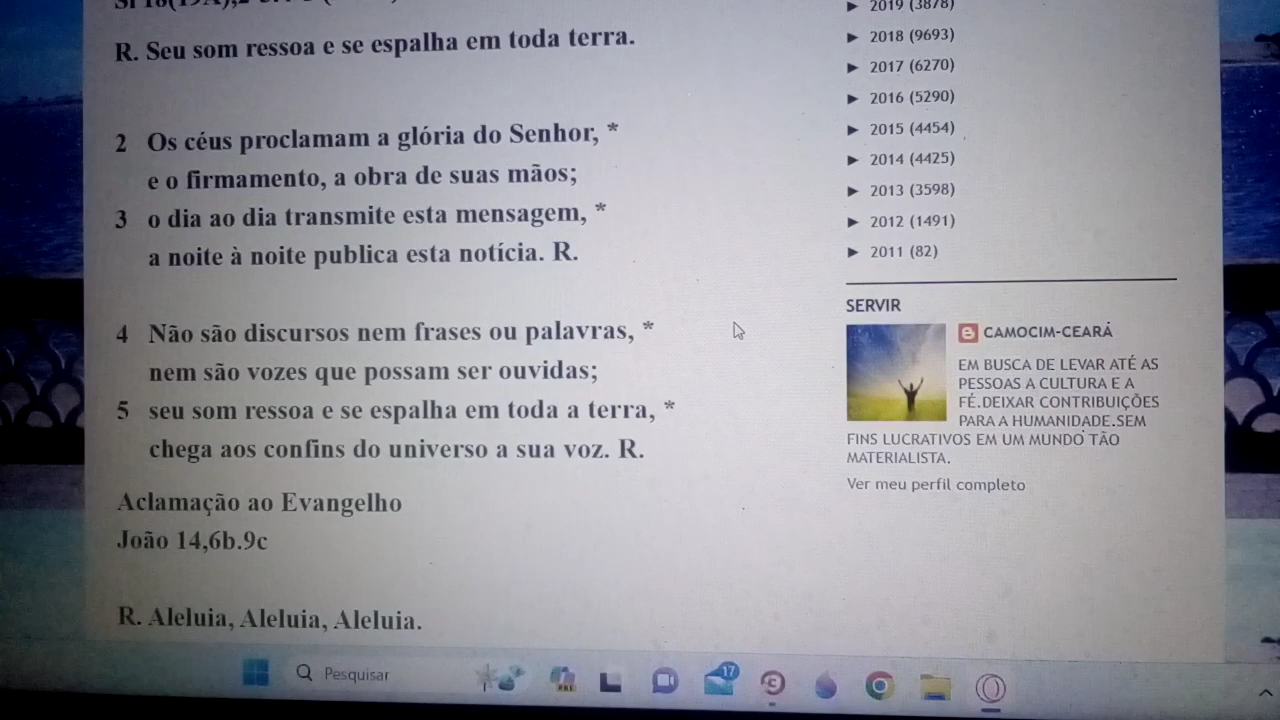 R. Seu som ressoa e se espalha em toda terra.
2 Os céus proclamam a glória do Senhor, *
e o firmamento, a obra de suas mãos;
3 o dia ao dia transmite esta mensagem, *
a noite à noite publica esta notícia. R.
4 Não são discursos nem frases ou palavras, *
nem são vozes que possam ser ouvidas;
5 seu som ressoa e se espalha em toda a terra, *
chega aos confins do universo a sua voz. R.
Aclamação ao Evangelho
João 14,6b.9c
R. Aleluia, Aleluia, Aleluia.
► 2019 (3878)
► 2018 (9693)
► 2017 (6270)
► 2016 (5290)
► 2015 (4454)
► 2014 (4425)
► 2013 (3598)
► 2012 (1491)
► 2011 (82)
SERVIR
CAMOCIM-CEARÁ
EM BUSCA DE LEVAR ATÉ AS
PESSOAS A CULTURA E A
FÉ.DEIXAR CONTRIBUIÇÕES
PARA A HUMANIDADE.SEM
FINS LUCRATIVOS EM UM MUNDO TÃO
MATERIALISTA.
Ver meu perfil completo
Pesquisar
PRE
17